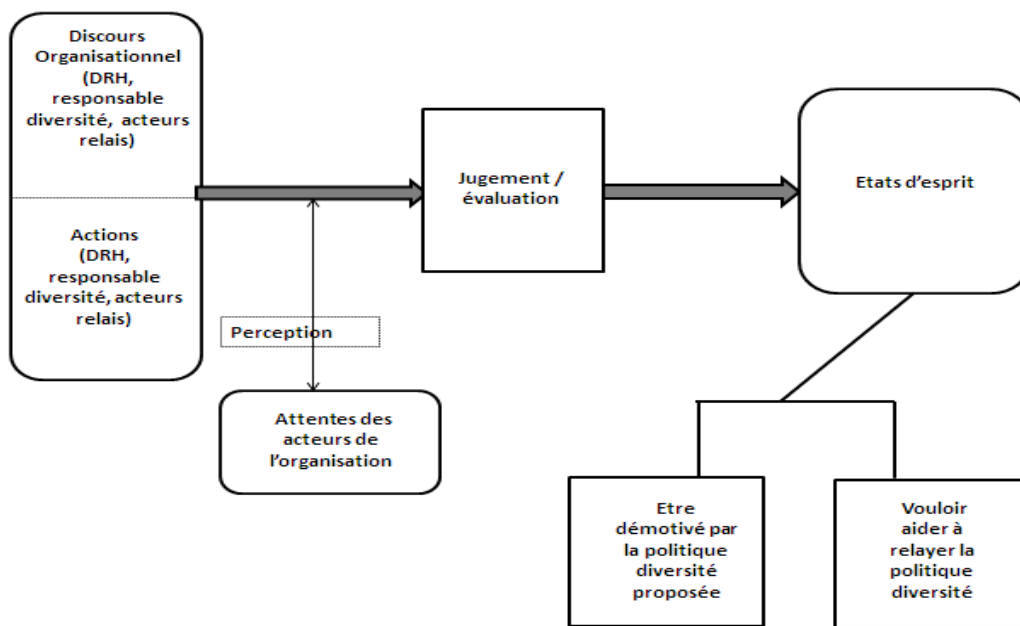 Discours
Organisationnel
(DRH,
responsable
diversité, acteurs
relais)
Actions
(DRH,
responsable
diversité, acteurs
relais)
Perception
Attentes des
acteurs de
l'organisation
Jugement /
évaluation
Etats d'esprit
Etre
démotivé par
la politique
diversité
proposée
Vouloir
aider à
relayer la
politique
diversité